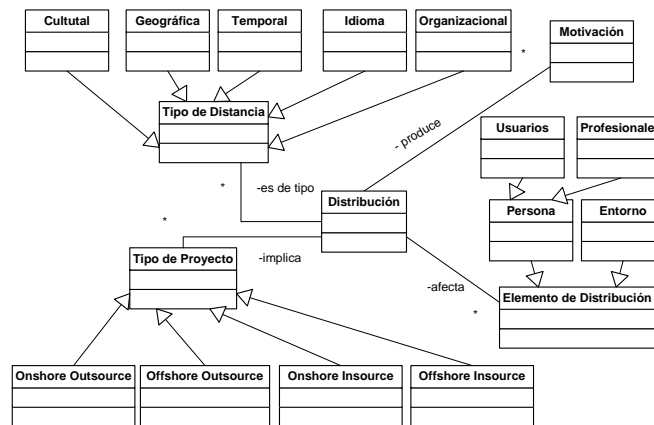 Cultutal
Geográfica
Temporal
Idioma
Organizacional
*
Motivación
Tipo de Distancia
- produce
Usuarios
Profesionale
*
-es de tipo
Distribución
Persona
Entorno
*
Tipo de Proyecto
-implica
-afecta
Elemento de Distribución
*
Onshore Outsource
Offshore Outsource
Onshore Insource
Offshore Insource